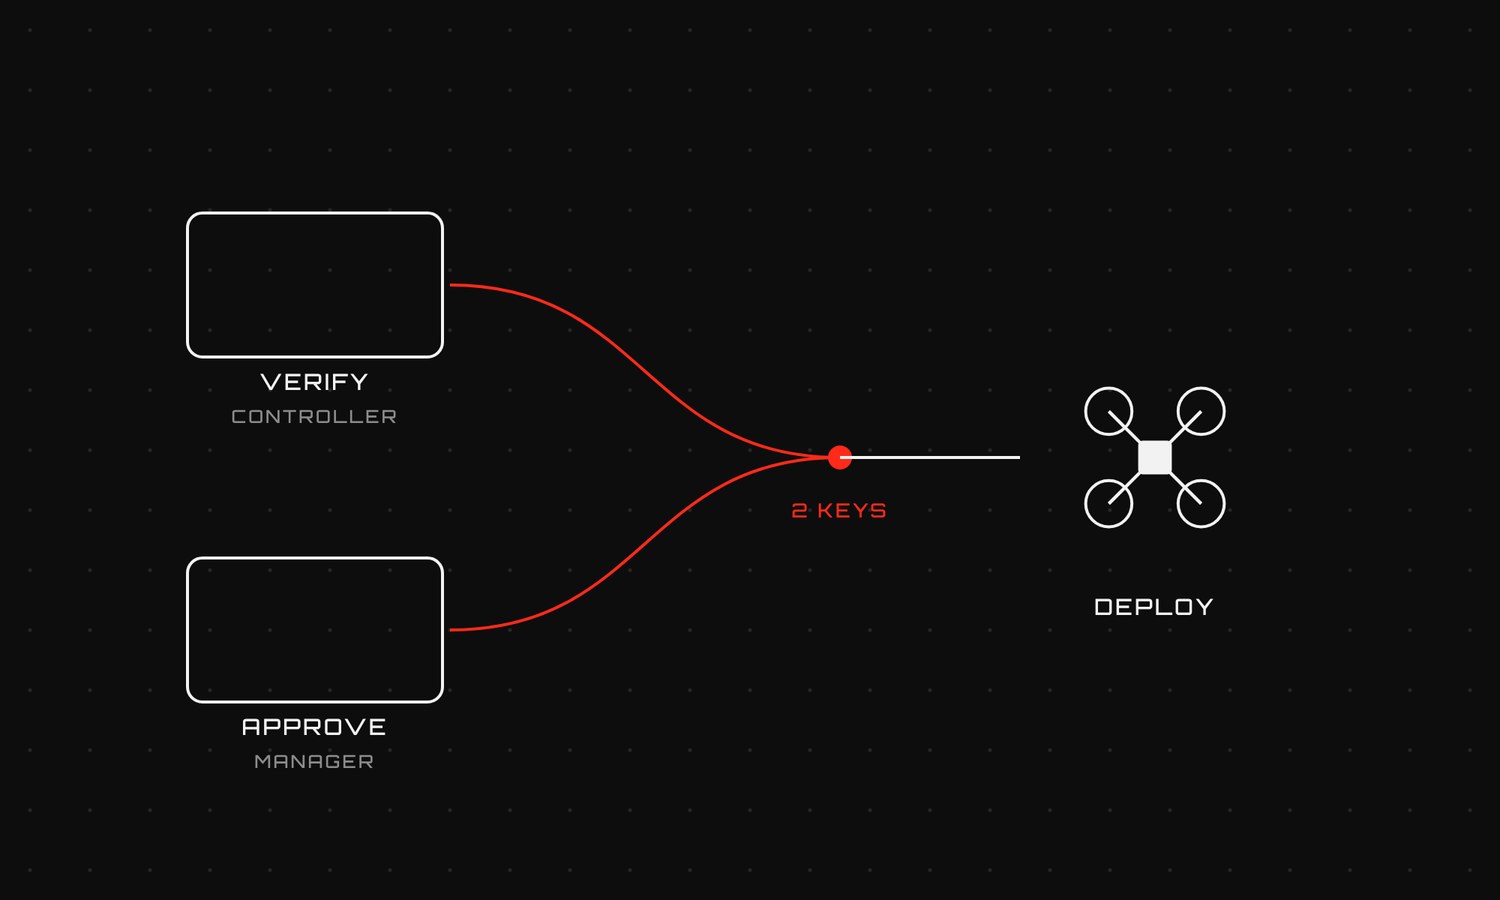 VERIFY
CONTROLLER
2 KEYS
DEPLOY
APPROVE
MANAGER